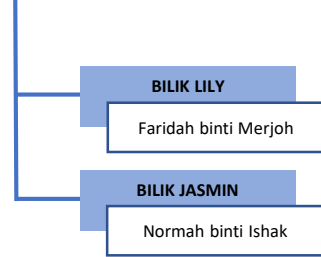 BILIK LILY
Faridah binti Merjoh
BILIK JASMIN
Normah binti Ishak